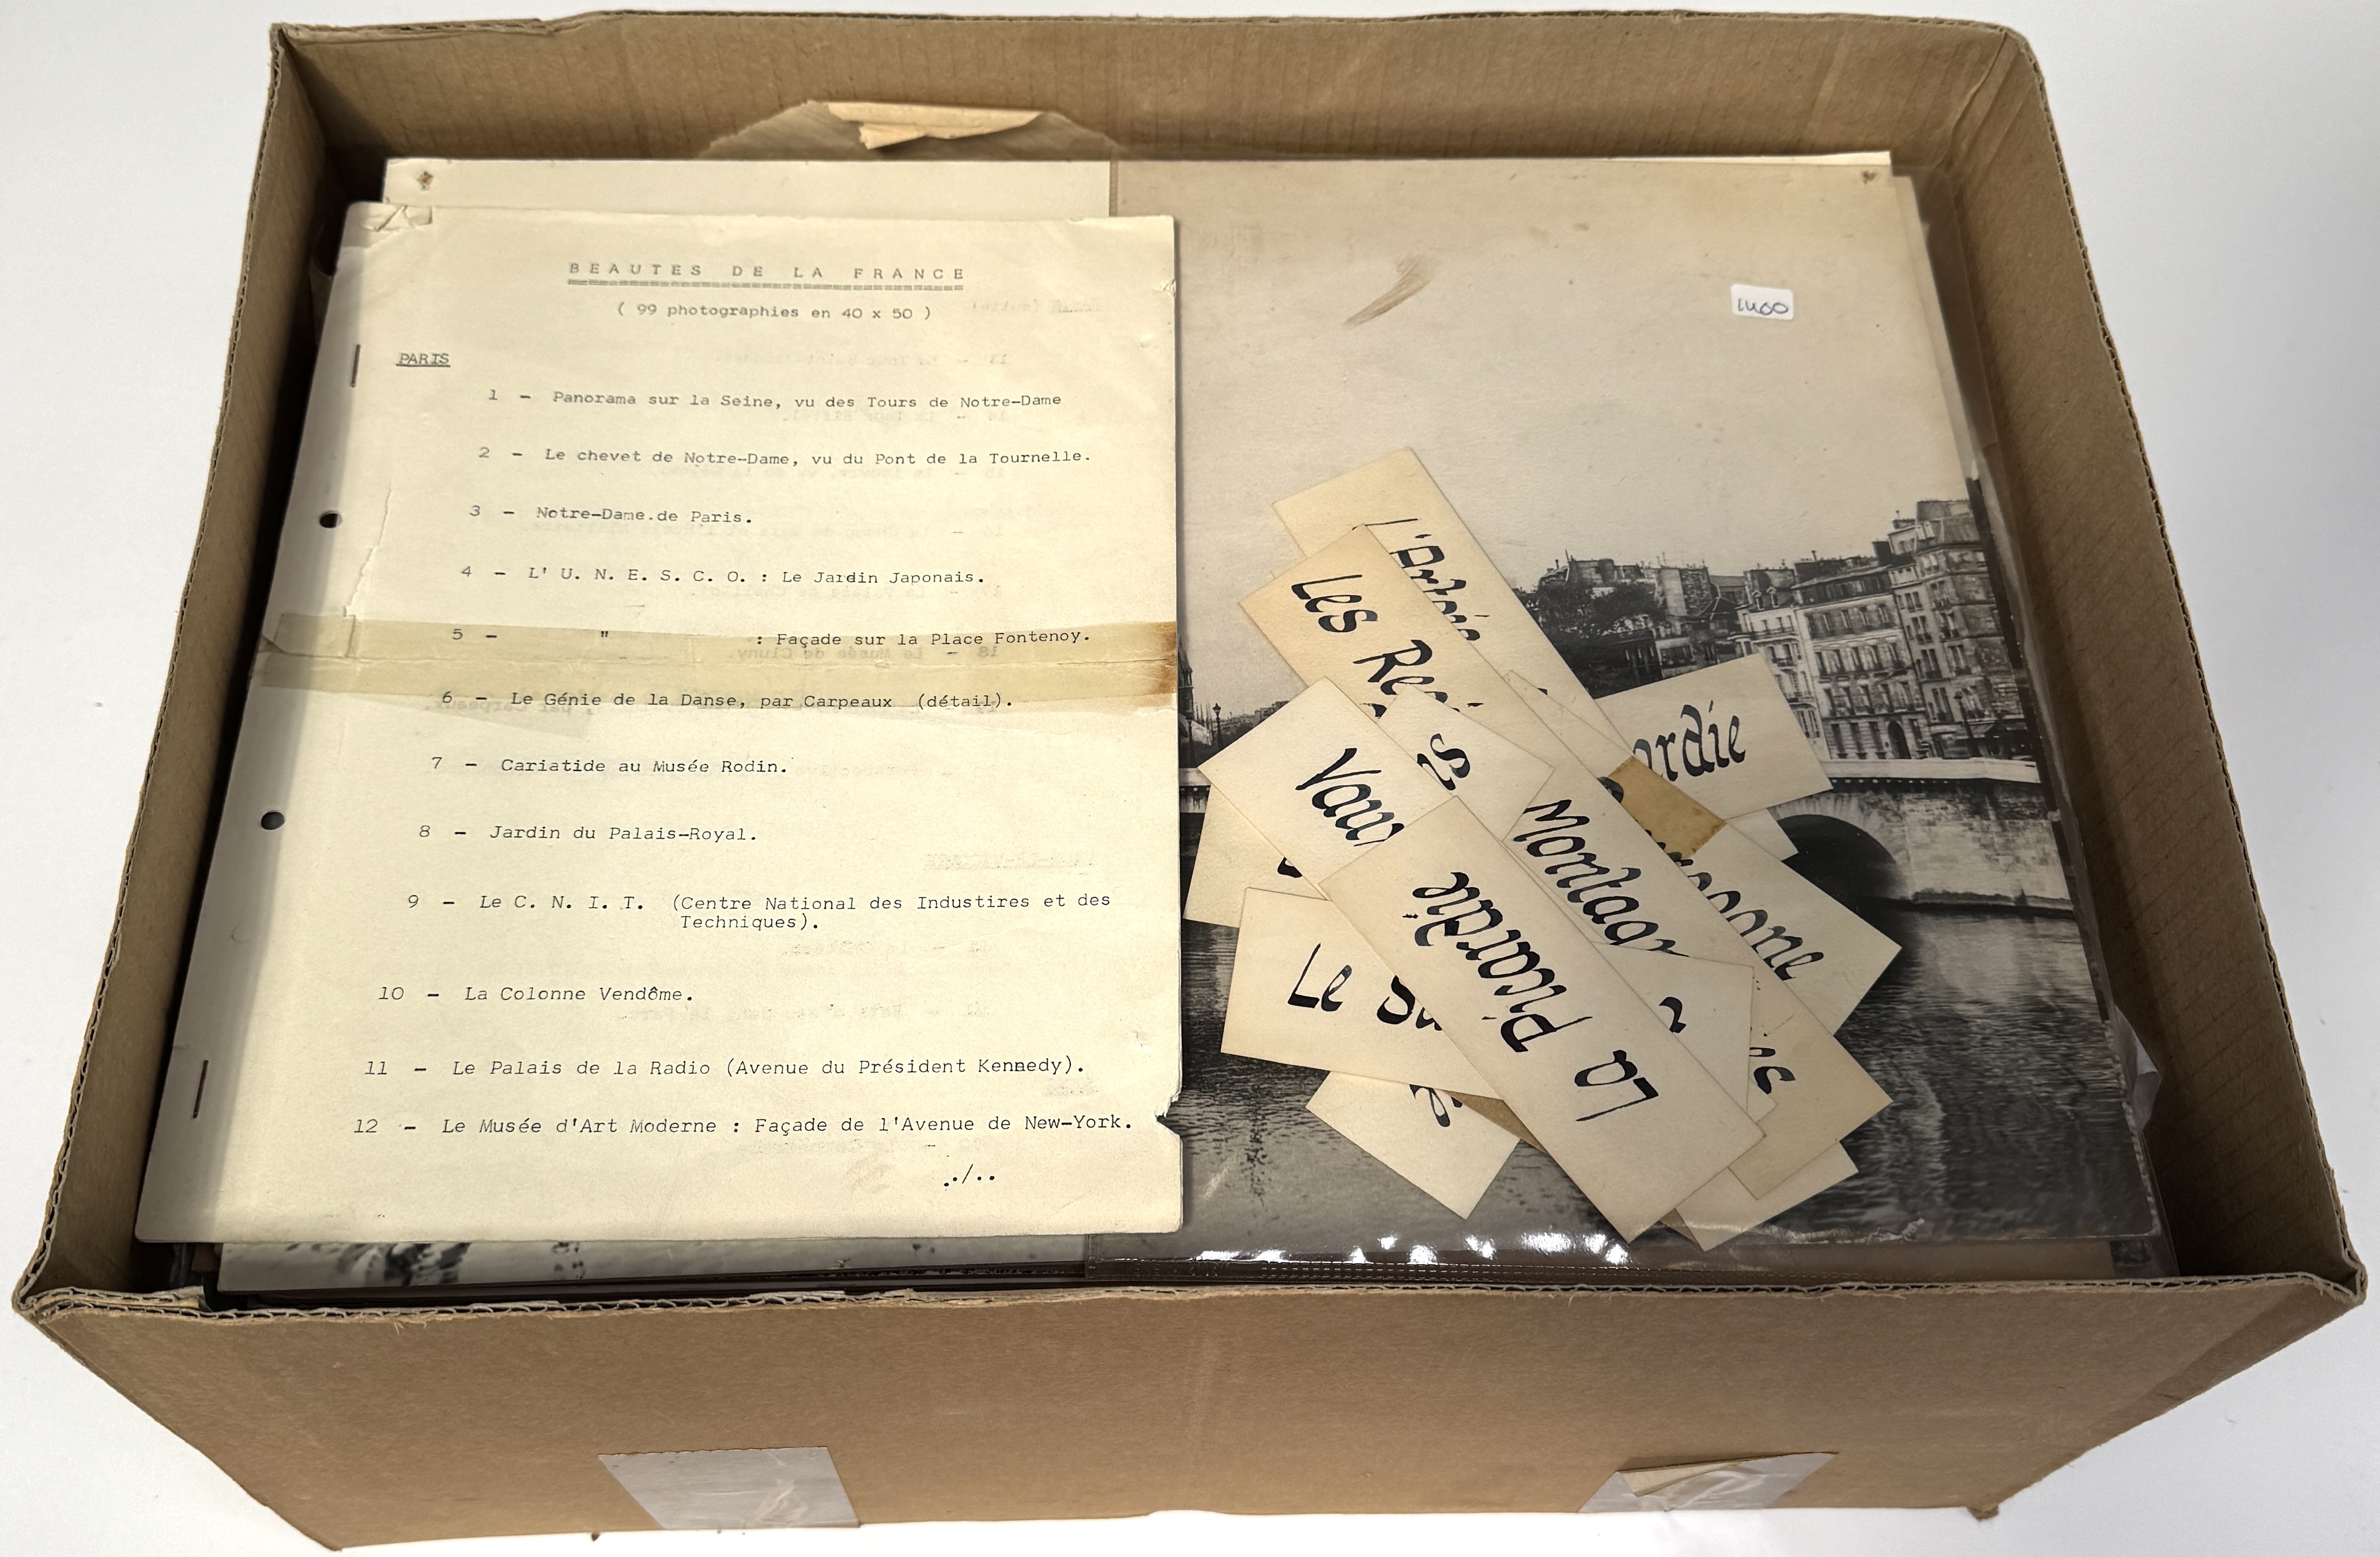 BEAUTES DE LA FRANCE
( 99 photographies en 40 x 50 )
PARIS
1 - Panorama sur la Seine, vu des Tours de Notre-Dame
2 - Le chevet de Notre-Dame, vu du Pont de la Tournelle.
3 - Notre-Dame.de Paris.
4 - L' U. N. E. S. C. O. : Le Jardin Japonais.
5 - " : Façade sur la Place Fontenoy.
6 - Le Génie de la Danse, par Carpeaux (détail).
7 - Cariatide au Musée Rodin.
8 - Jardin du Palais-Royal.
9 - Le C. N. I. T. (Centre National des Industires et des
Techniques).
10 - La Colonne Vendôme.
11 - Le Palais de la Radio (Avenue du Président Kennedy).
12 - Le Musée d'Art Moderne : Façade de l'Avenue de New-York.
../..
1400
Les
Le
La Picardie